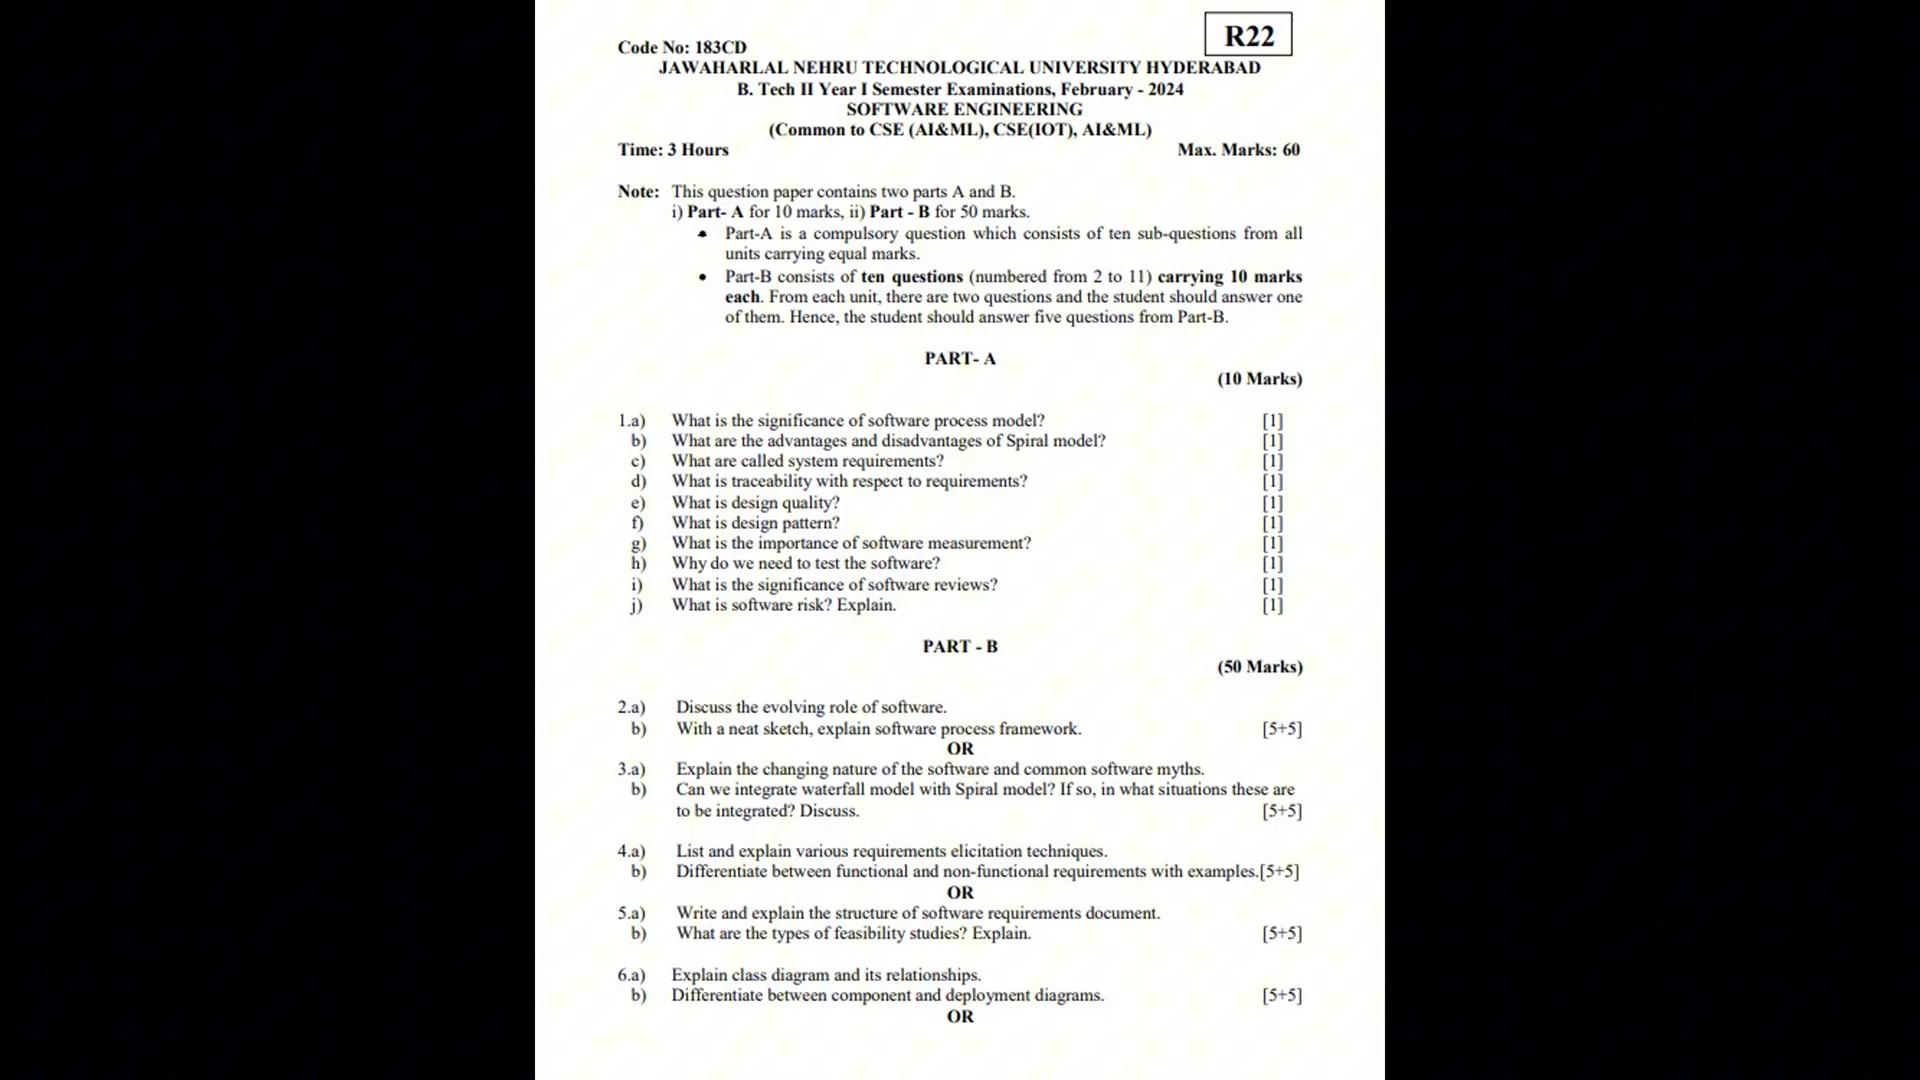 R22
Code No: 183CD
JAWAHARLAL NEHRU TECHNOLOGICAL UNIVERSITY HYDERABAD
B. Tech II Year I Semester Examinations, February - 2024
SOFTWARE ENGINEERING
(Common to CSE (AI&ML), CSE(IOT), AI&ML)
Time: 3 Hours Max. Marks: 60
Note: This question paper contains two parts A and B.
i) Part- A for 10 marks, ii) Part - B for 50 marks.
• Part-A is a compulsory question which consists of ten sub-questions from all
units carrying equal marks.
• Part-B consists of ten questions (numbered from 2 to 11) carrying 10 marks
each. From each unit, there are two questions and the student should answer one
of them. Hence, the student should answer five questions from Part-B.
PART- A
(10 Marks)
1.a) What is the significance of software process model? [1]
b) What are the advantages and disadvantages of Spiral model? [1]
c) What are called system requirements? [1]
d) What is traceability with respect to requirements? [1]
e) What is design quality? [1]
f) What is design pattern? [1]
g) What is the importance of software measurement? [1]
h) Why do we need to test the software? [1]
i) What is the significance of software reviews? [1]
j) What is software risk? Explain. [1]
PART - B
(50 Marks)
2.a) Discuss the evolving role of software.
b) With a neat sketch, explain software process framework. [5+5]
OR
3.a) Explain the changing nature of the software and common software myths.
b) Can we integrate waterfall model with Spiral model? If so, in what situations these are
to be integrated? Discuss. [5+5]
4.a) List and explain various requirements elicitation techniques.
b) Differentiate between functional and non-functional requirements with examples.[5+5]
OR
5.a) Write and explain the structure of software requirements document.
b) What are the types of feasibility studies? Explain. [5+5]
6.a) Explain class diagram and its relationships.
b) Differentiate between component and deployment diagrams. [5+5]
OR